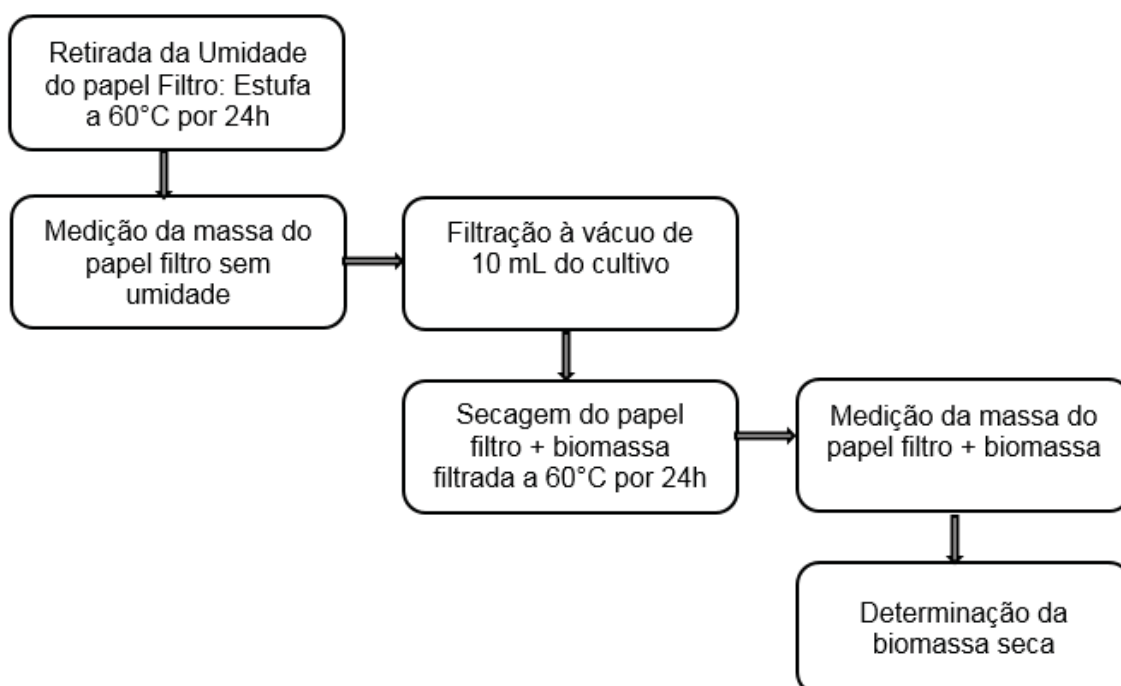 Retirada da Umidade
do papel Filtro: Estufa
a 60°C por 24h
Medição da massa do
papel filtro sem
umidade
Filtração à vácuo de
10 mL do cultivo
Secagem do papel
filtro + biomassa
filtrada a 60°C por 24h
Medição da massa do
papel filtro + biomassa
Determinação da
biomassa seca